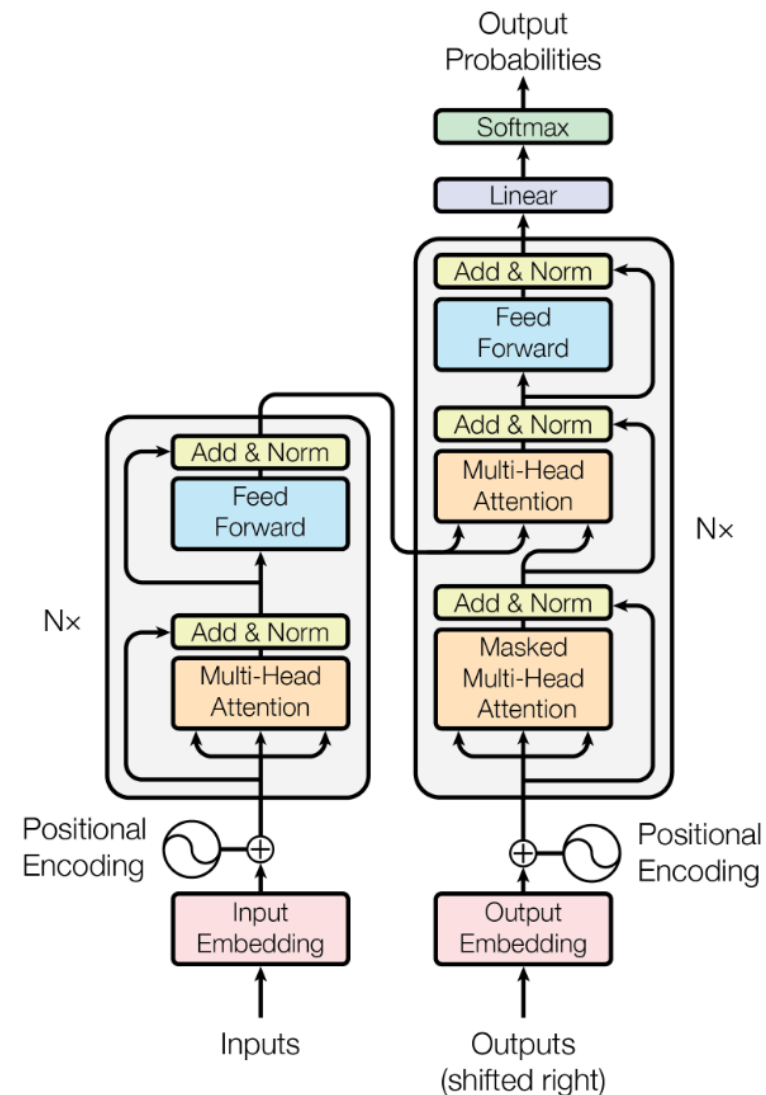 Output
Probabilities
Softmax
Linear
Add & Norm
Feed
Forward
Add & Norm
Multi-Head
Attention
Add & Norm
Masked
Multi-Head
Attention
Nx
Add & Norm
Feed
Forward
Add & Norm
Multi-Head
Attention
N×
Positional
Encoding
Input
Embedding
Inputs
Positional
Encoding
Output
Embedding
Outputs
(shifted right)